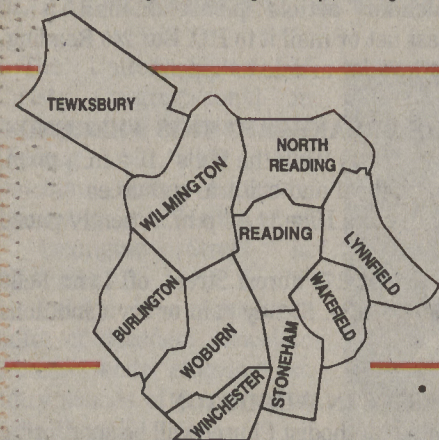 TEWKSBURY
NORTH
READING
WILMINGTON
READING
LYNNFIELD
BURLINGTON
WAKEFIELD
WOBURN
STONEHAM
WINCHESTER